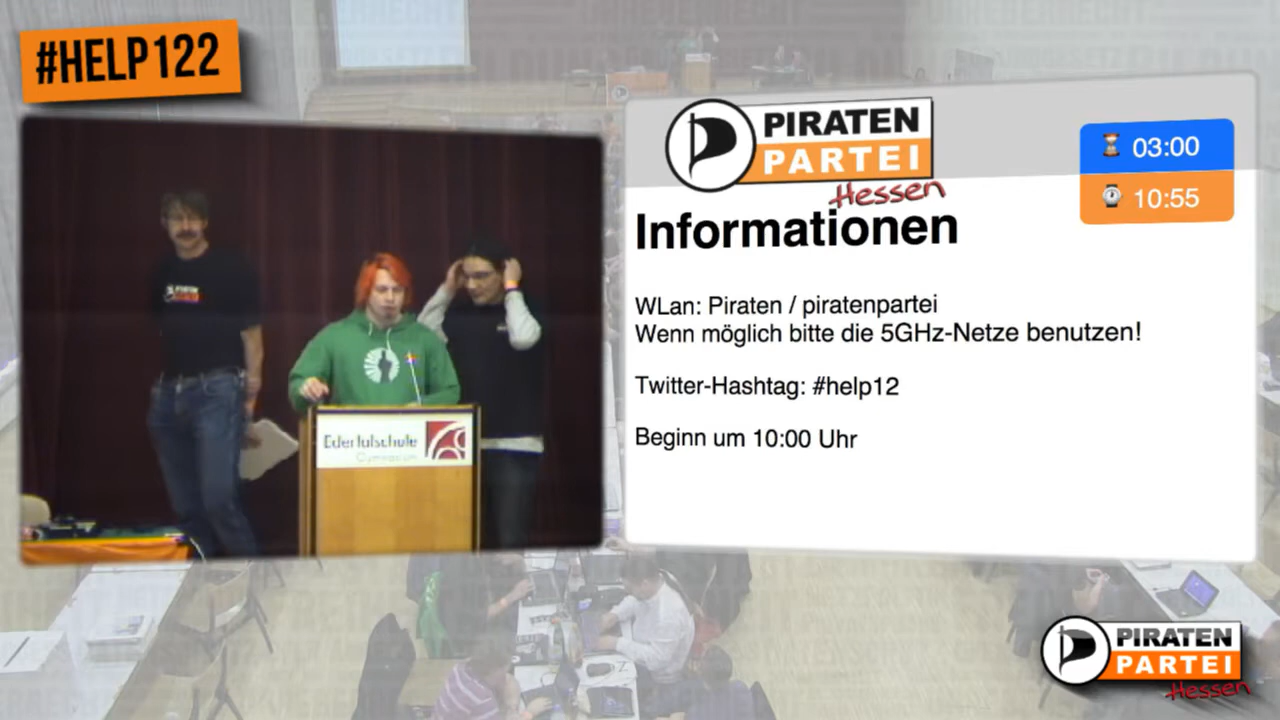 #HELP122
PIRATEN
PARTEI
Hessen
03:00
10:55
Informationen
WLan: Piraten / piratenpartei
Wenn möglich bitte die 5GHz-Netze benutzen!
Twitter-Hashtag: #help12
Beginn um 10:00 Uhr
Edertalschule
Gymnasium
PIRATEN
PARTEI
Hessen